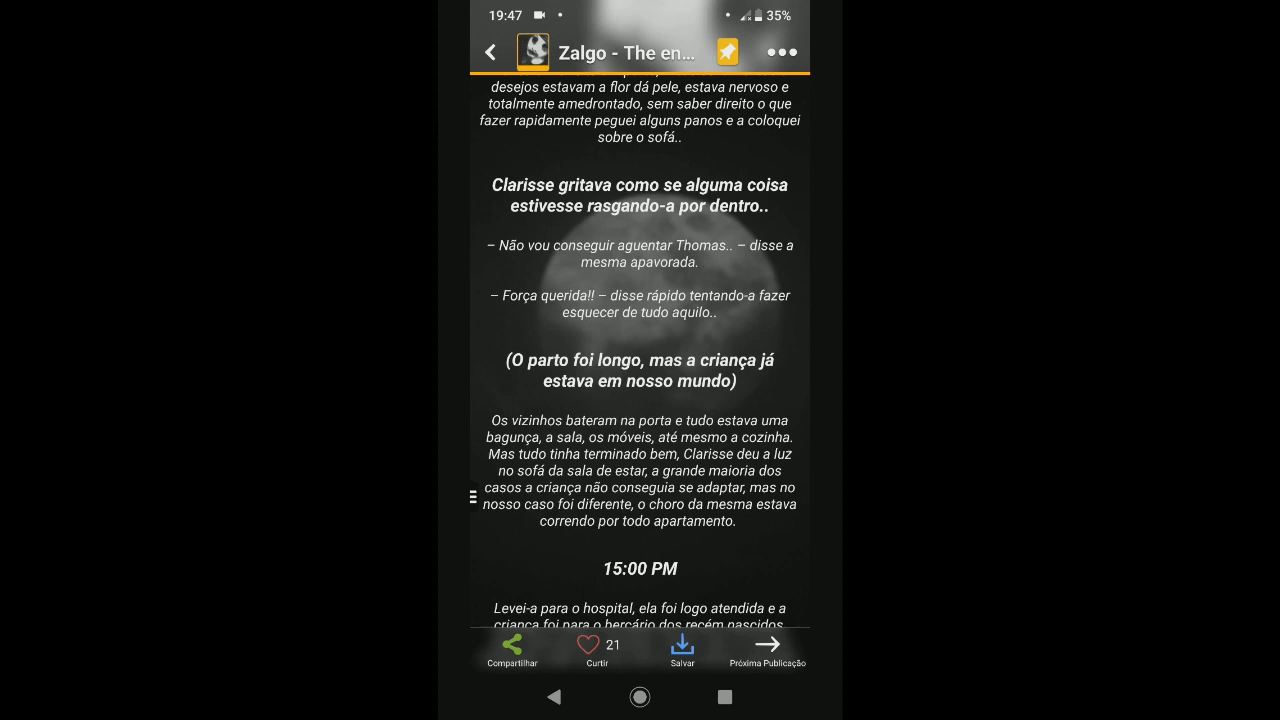 19:47
35%
Zalgo - The en...
desejos estavam a flor dá pele, estava nervoso e
totalmente amedrontado, sem saber direito o que
fazer rapidamente peguei alguns panos e a coloquei
sobre o sofá..
Clarisse gritava como se alguma coisa
estivesse rasgando-a por dentro..
– Não vou conseguir aguentar Thomas.. – disse a
mesma apavorada.
– Força querida!! – disse rápido tentando-a fazer
esquecer de tudo aquilo..
(O parto foi longo, mas a criança já
estava em nosso mundo)
Os vizinhos bateram na porta e tudo estava uma
bagunça, a sala, os móveis, até mesmo a cozinha.
Mas tudo tinha terminado bem, Clarisse deu a luz
no sofá da sala de estar, a grande maioria dos
casos a criança não conseguia se adaptar, mas no
nosso caso foi diferente, o choro da mesma estava
correndo por todo apartamento.
15:00 PM
Levei-a para o hospital, ela foi logo atendida e a
criança foi para o berçário dos recém nascidos
21
Compartilhar Curtir Salvar Próxima Publicação